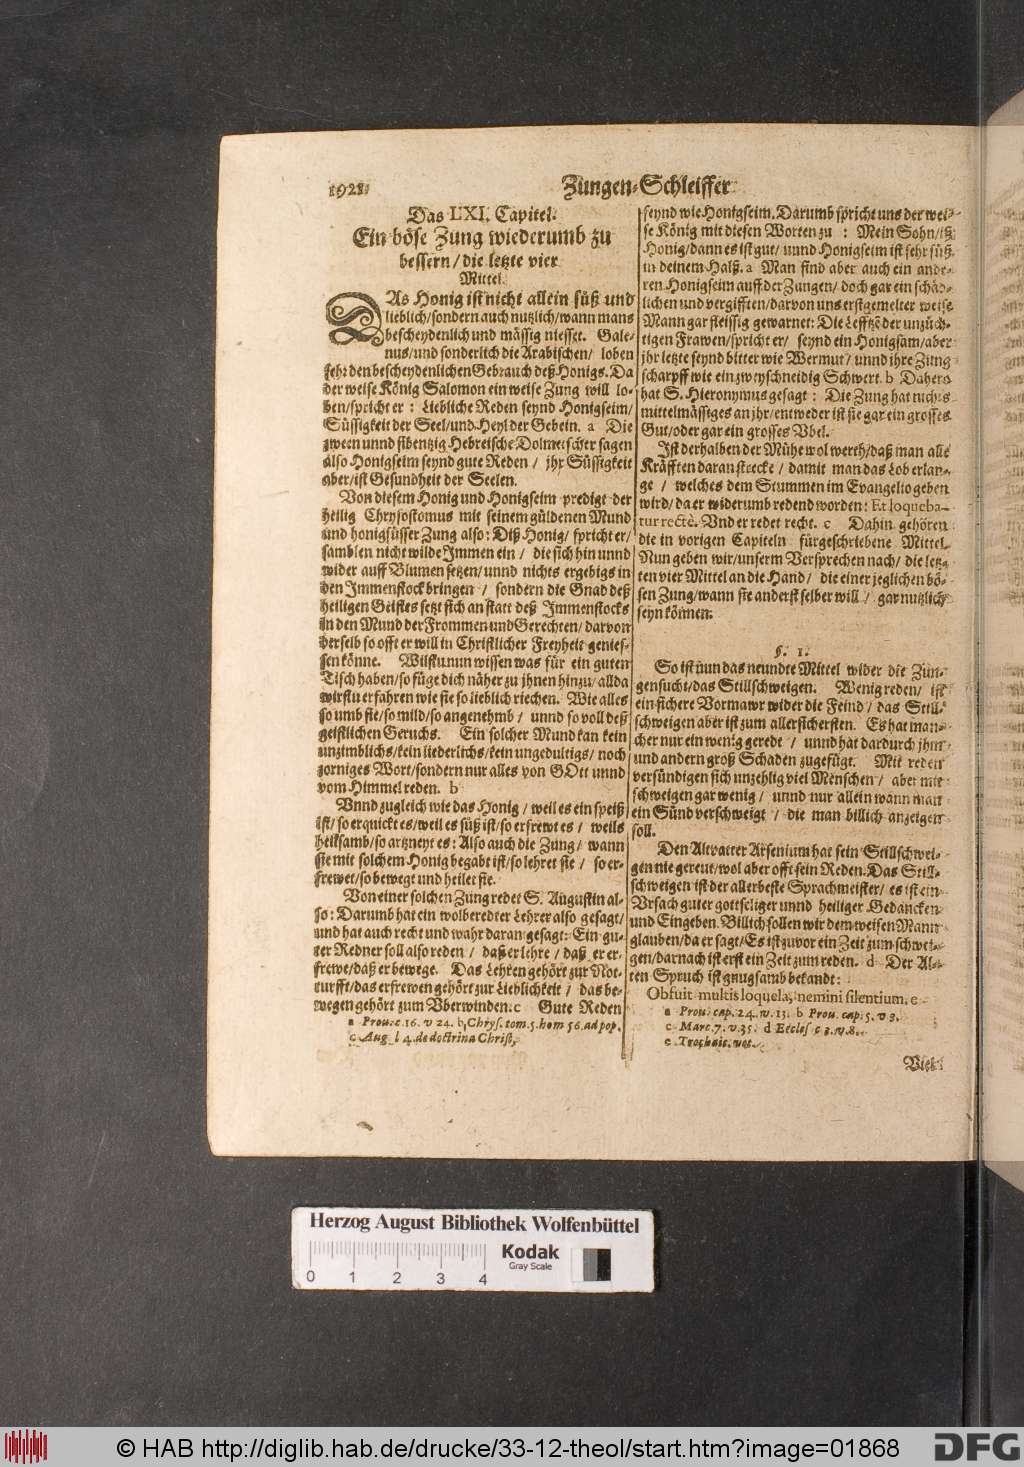 1928
Zungen-Schleiffer
Das LXI. Capitel.
Ein böse Zung wiederumb zu
bessern / die letzte vier
Mittel.
DAs Honig ist nicht allein süß und
lieblich/sondern auch nutzlich/wann mans
bescheydenlich und mässig niesset. Gale-
nus/und sonderlich die Arabischen/ loben
sehr den bescheydenlichen Gebrauch deß Honigs. Da
der weise König Salomon ein weise Zung will lo-
ben/spricht er : Liebliche Reden seynd Honigseim/
Süssigkeit der Seel/und Heyl der Gebein. a Die
zween unnd sibentzig Hebreische Dolmetscher sagen
also Honigseim seynd gute Reden / jhr Süssigkeit
aber/ist Gesundheit der Seelen.
Von diesem Honig und Honigseim predigt der
heilig Chrysostomus mit seinem güldenen Mund
und honigsüsser Zung also: Diß Honig/ spricht er/
samblen nicht wilde Immen ein / die sich hin unnd
wider auff Blumen setzen/unnd nichts ergebigs in
den Immenstock bringen / sondern die Gnad deß
heiligen Geistes setzt sich an statt deß Immenstocks
in den Mund der Frommen und Gerechten/darvon
derselb so offt er will in Christlicher Freyheit genies-
sen könne. Wilstu nun wissen was für ein guten
Tisch haben/so füge dich näher zu jhnen hinzu/allda
wirstu erfahren wie sie so lieblich riechen. Wie alles
so umb sie/so mild/so angenehmb / unnd so voll deß
geistlichen Geruchs. Ein solcher Mund kan kein
unzimblichs/kein liederlichs/kein ungedultigs/ noch
zorniges Wort/sondern nur alles von GOtt unnd
vom Himmel reden. b
Vnnd zugleich wie das Honig / weil es ein speiß
ist/so erquickt es/weil es süß ist/so erfrewt es / weils
heilsamb/so artzneyt es: Also auch die Zung/ wann
sie mit solchem Honig begabt ist/so lehret sie / so er-
frewet/so bewegt und heilet sie.
Von einer solchen Zung redet S. Augustin al-
so: Darumb hat ein wolberedter Lehrer also gesagt/
und hat auch recht und wahr daran gesagt: Ein gu-
ter Redner soll also reden / daß er lehre / daß er er-
frewe/daß er bewege. Das Lehren gehört zur Not-
turfft/das erfrewen gehört zur Lieblichkeit / das be-
wegen gehört zum Vberwinden. c Gute Reden
a Prou. c. 16. v 24. b Chrys. tom. 5. hom 56. ad pop.
c Aug. l 4. de doctrina Christ,
seynd wie Honigseim. Darumb spricht uns der wei-
se König mit diesen Worten zu : Mein Sohn/iß
Honig/dann es ist gut/ unnd Honigseim ist sehr süß
in deinem Halß. a Man find aber auch ein ande-
ren Honigseim auff der Zungen/ doch gar ein schäd-
lichen und vergifften/darvon uns erstgemelter weise
Mann gar fleissig gewarnet: Die Lefftzē der unzüch-
tigen Frawen/spricht er/ seynd ein Honigsam/aber
jhr letzte seynd bitter wie Wermut/ unnd jhre Zung
scharpff wie ein zweyschneidig Schwert. b Dahero
hat S. Hieronymus gesagt : Die Zung hat nichts
mittelmässiges an jhr/entweder ist sie gar ein grosses
Gut/oder gar ein grosses Vbel.
Ist derhalben der Mühe wol werth/daß man alle
Kräfften daran strecke / damit man das Lob erlan-
ge / welches dem Stummen im Evangelio geben
wird/da er widerumb redend worden: Et loqueba-
tur rectè. Vnd er redet recht. c Dahin gehören
die in vorigen Capiteln fürgeschriebene Mittel.
Nun geben wir/unserm Versprechen nach/ die letz-
ten vier Mittel an die Hand / die einer jeglichen bö-
sen Zung/wann sie anderst selber will / gar nutzlich
seyn können.
§. 1.
So ist nun das neundte Mittel wider die Zun-
gensucht/das Stillschweigen. Wenig reden/ ist
ein sichere Vormawr wider die Feind / das Still-
schweigen aber ist zum allersichersten. Es hat man-
cher nur ein wenig geredt / unnd hat dardurch jhm
und andern groß Schaden zugefügt. Mit reden
versündigen sich unzehlig viel Menschen / aber mit
schweigen gar wenig / unnd nur allein wann man
ein Sünd verschweigt / die man billich anzeigen
soll.
Den Altvatter Arsenium hat sein Stillschwei-
gen nie gereut/wol aber offt sein Reden. Das Still-
schweigen ist der allerbeste Sprachmeister/ es ist ein
Vrsach guter gottseliger unnd heiliger Gedancken
und Eingeben. Billich sollen wir dem weisen Mann
glauben/da er sagt/Es ist zuvor ein Zeit zum schwei-
gen/darnach ist erst ein Zeit zum reden. d Der Al-
ten Spruch ist gnugsamb bekandt:
Obfuit multis loquela, nemini silentium. e
a Prou. cap. 24. v. 13. b Prou. cap. 5. v 3.
c Marc. 7. v. 35. d Eccles c 3. v. 8.
e Trochaic. vet.
Viel
Herzog August Bibliothek Wolfenbüttel
Kodak
Gray Scale
0 1 2 3 4
© HAB http://diglib.hab.de/drucke/33-12-theol/start.htm?image=01868
DFG